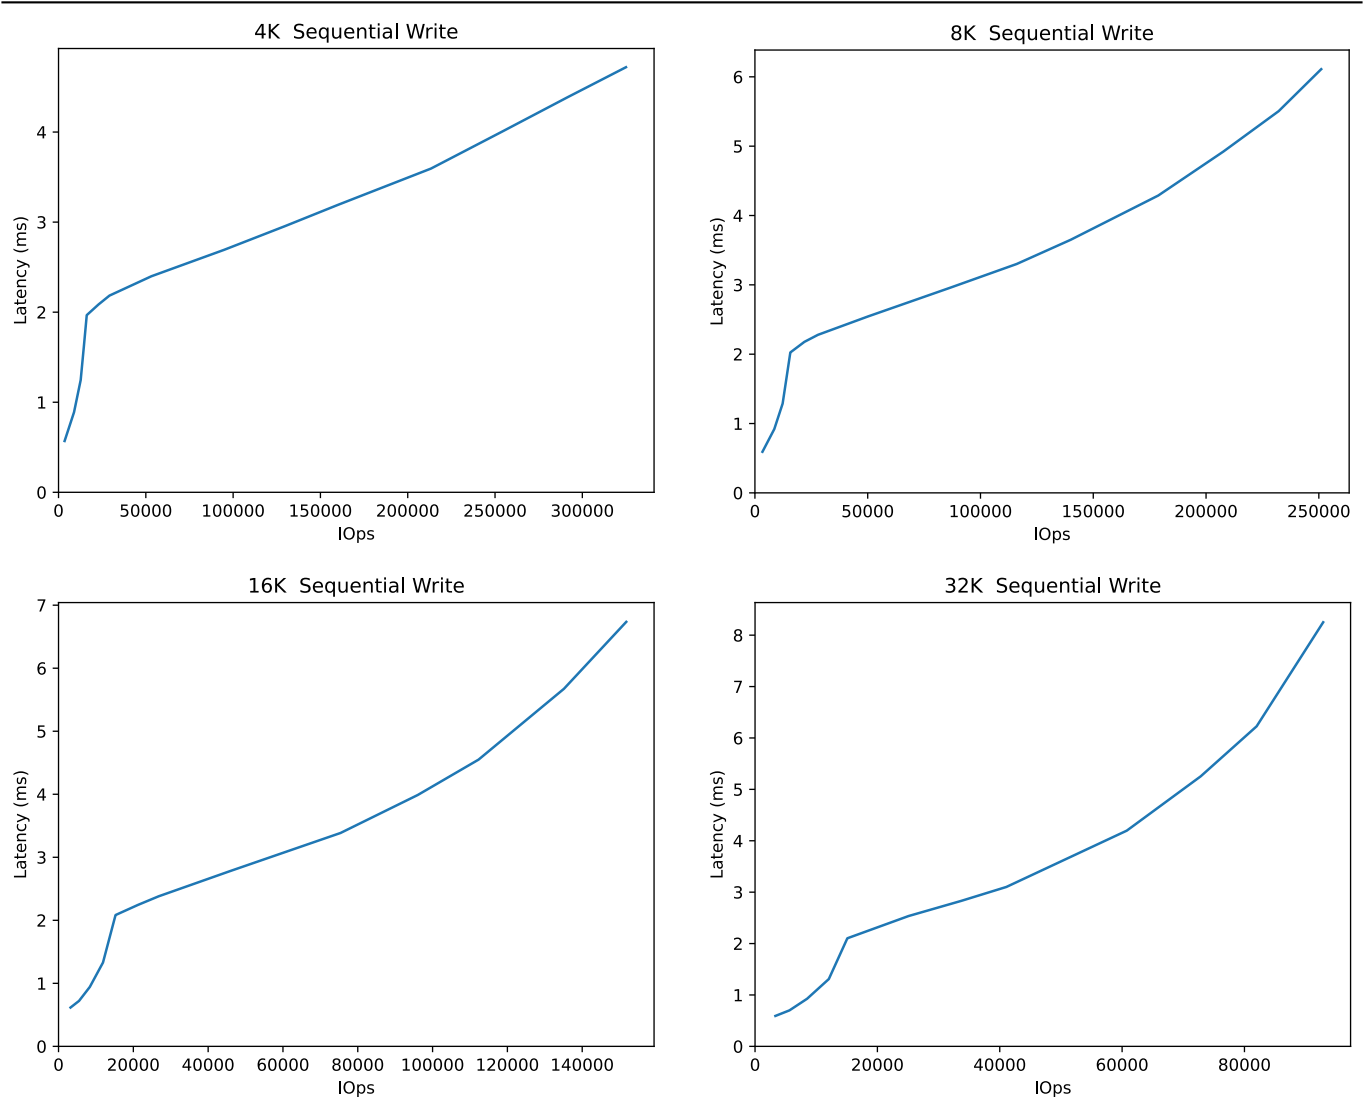 4K  Sequential Write
Latency (ms)
4
3
2
1
0
0 50000 100000 150000 200000 250000 300000
IOps
8K  Sequential Write
Latency (ms)
6
5
4
3
2
1
0
0 50000 100000 150000 200000 250000
IOps
16K  Sequential Write
Latency (ms)
7
6
5
4
3
2
1
0
0 20000 40000 60000 80000 100000 120000 140000
IOps
32K  Sequential Write
Latency (ms)
8
7
6
5
4
3
2
1
0
0 20000 40000 60000 80000
IOps